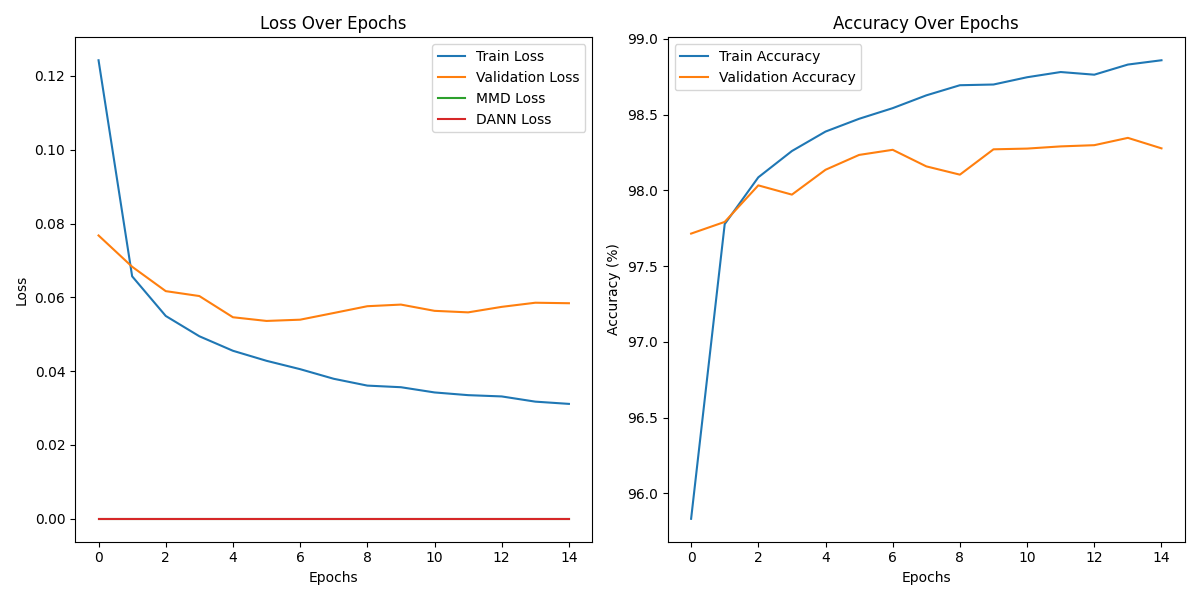 Loss Over Epochs
Train Loss
Validation Loss
MMD Loss
DANN Loss
0.12
0.10
0.08
0.06
0.04
0.02
0.00
Loss
0 2 4 6 8 10 12 14
Epochs
Accuracy Over Epochs
Train Accuracy
Validation Accuracy
99.0
98.5
98.0
97.5
97.0
96.5
96.0
Accuracy (%)
0 2 4 6 8 10 12 14
Epochs